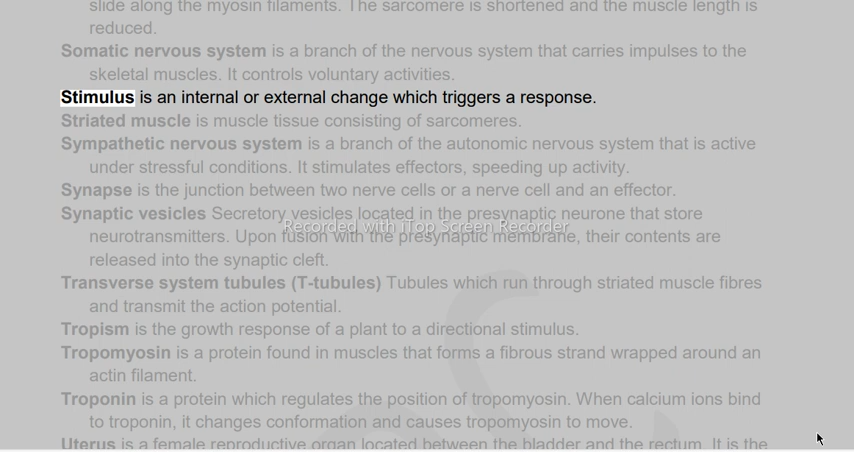 slide along the myosin filaments. The sarcomere is shortened and the muscle length is
reduced.
Somatic nervous system is a branch of the nervous system that carries impulses to the
skeletal muscles. It controls voluntary activities.
Stimulus is an internal or external change which triggers a response.
Striated muscle is muscle tissue consisting of sarcomeres.
Sympathetic nervous system is a branch of the autonomic nervous system that is active
under stressful conditions. It stimulates effectors, speeding up activity.
Synapse is the junction between two nerve cells or a nerve cell and an effector.
Synaptic vesicles Secretory vesicles located in the presynaptic neurone that store
Recorded with iTop Screen Recorder
neurotransmitters. Upon fusion with the presynaptic membrane, their contents are
released into the synaptic cleft.
Transverse system tubules (T-tubules) Tubules which run through striated muscle fibres
and transmit the action potential.
Tropism is the growth response of a plant to a directional stimulus.
Tropomyosin is a protein found in muscles that forms a fibrous strand wrapped around an
actin filament.
Troponin is a protein which regulates the position of tropomyosin. When calcium ions bind
to troponin, it changes conformation and causes tropomyosin to move.
Uterus is a female reproductive organ located between the bladder and the rectum. It is the